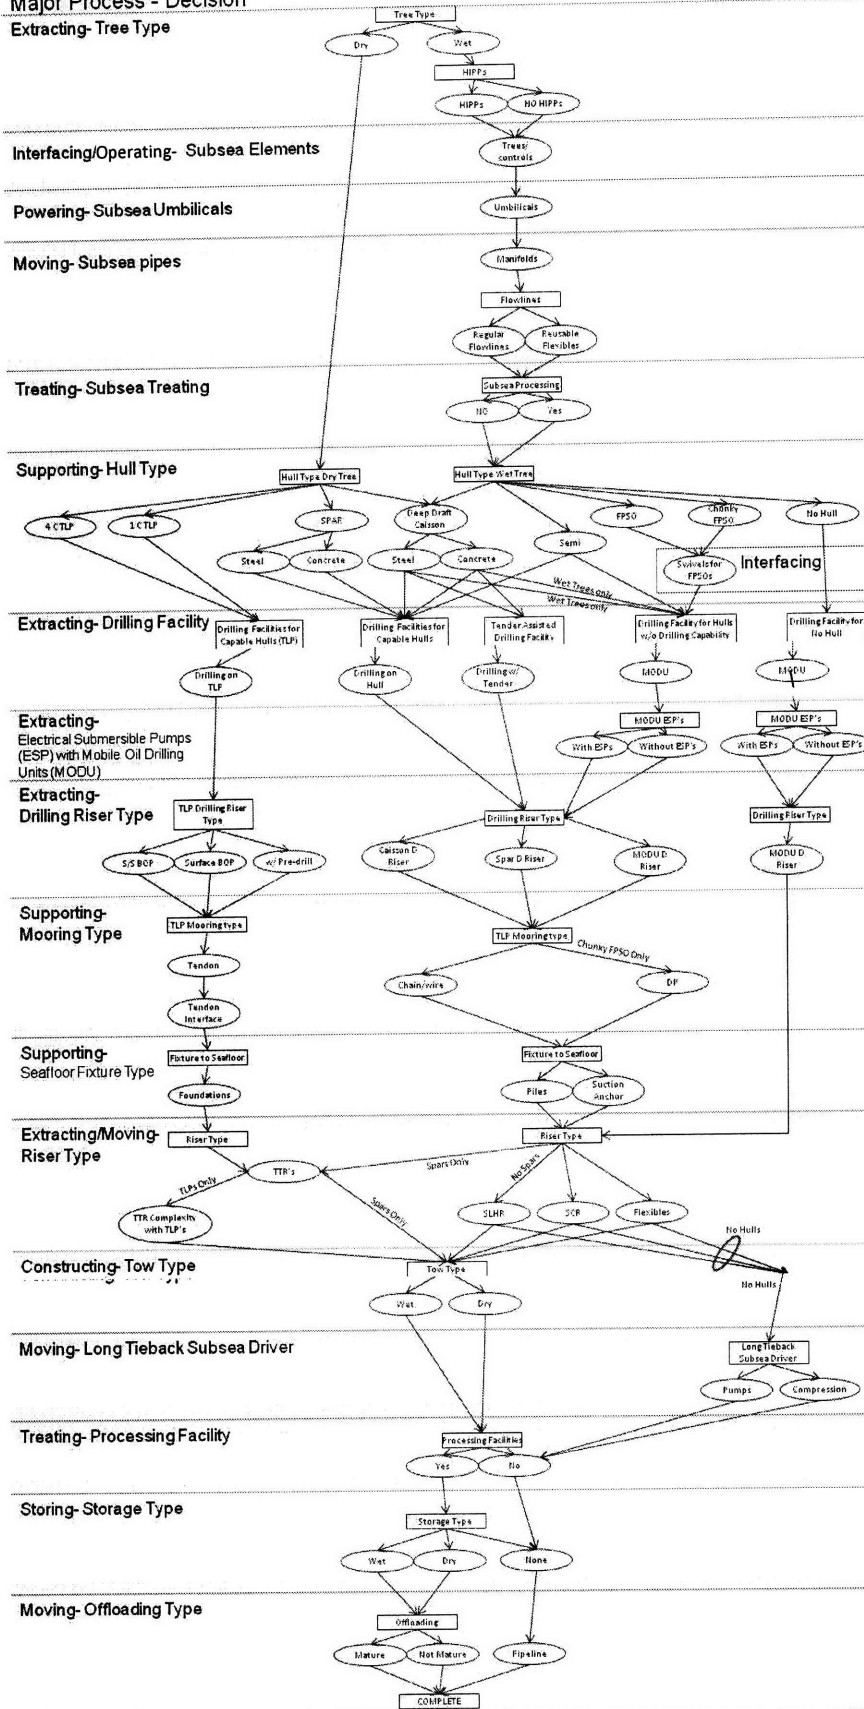 Major Process - Decision
Tree Type
Extracting- Tree Type
Dry
Wet
HIPPs
HIPPs
NO HIPPs
Interfacing/Operating- Subsea Elements
Trees/
controls
Powering- Subsea Umbilicals
Umbilicals
Moving- Subsea pipes
Manifolds
Flowlines
Regular
Flowlines
Reusable
Flexibles
Treating- Subsea Treating
Subsea Processing
NO
Yes
Supporting- Hull Type
Hull Type Dry Tree
Hull Type Wet Tree
4 CTLP
1 CTLP
SPAR
Deep Draft
Caisson
Semi
FPSO
Chunky
FPSO
No Hull
Steel
Concrete
Steel
Concrete
Swivels for
FPSOs
Interfacing
Wet Trees only
Wet Trees only
Extracting- Drilling Facility
Drilling Facilities for
Capable Hulls (TLP)
Drilling Facilities for
Capable Hulls
Tender Assisted
Drilling Facility
Drilling Facility for Hulls
w/o Drilling Capability
Drilling Facility for
No Hull
Drilling on
TLP
Drilling on
Hull
Drilling w/
Tender
MODU
MODU
Extracting-
Electrical Submersible Pumps
(ESP) with Mobile Oil Drilling
Units (MODU)
MODU ESP's
MODU ESP's
With ESPs
Without ESP's
With ESPs
Without ESP's
Extracting-
Drilling Riser Type
TLP Drilling Riser
Type
Drilling Riser Type
Drilling Riser Type
S/S BOP
Surface BOP
w/ Pre-drill
Caisson D
Riser
Spar D Riser
MODU D
Riser
MODU D
Riser
Supporting-
Mooring Type
TLP Mooring type
TLP Mooring type
Chunky FPSO Only
Tendon
Chain/wire
DP
Tendon
Interface
Supporting-
Seafloor Fixture Type
Fixture to Seafloor
Fixture to Seafloor
Foundations
Piles
Suction
Anchor
Extracting/Moving-
Riser Type
Riser Type
Riser Type
TTR's
Spars Only
No Spars
TLPs Only
Spars Only
TTR Complexity
with TLP's
SLHR
SCR
Flexibles
No Hulls
Constructing- Tow Type
Tow Type
No Hulls
Wet
Dry
Moving- Long Tieback Subsea Driver
Long Tieback
Subsea Driver
Pumps
Compression
Treating- Processing Facility
Processing Facilities
Yes
No
Storing- Storage Type
Storage Type
Wet
Dry
None
Moving- Offloading Type
Offloading
Mature
Not Mature
Pipeline
COMPLETE